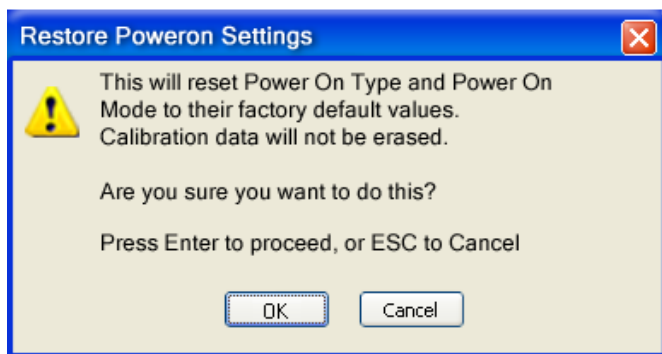 Restore Poweron Settings
This will reset Power On Type and Power On
Mode to their factory default values.
Calibration data will not be erased.
Are you sure you want to do this?
Press Enter to proceed, or ESC to Cancel
OK
Cancel